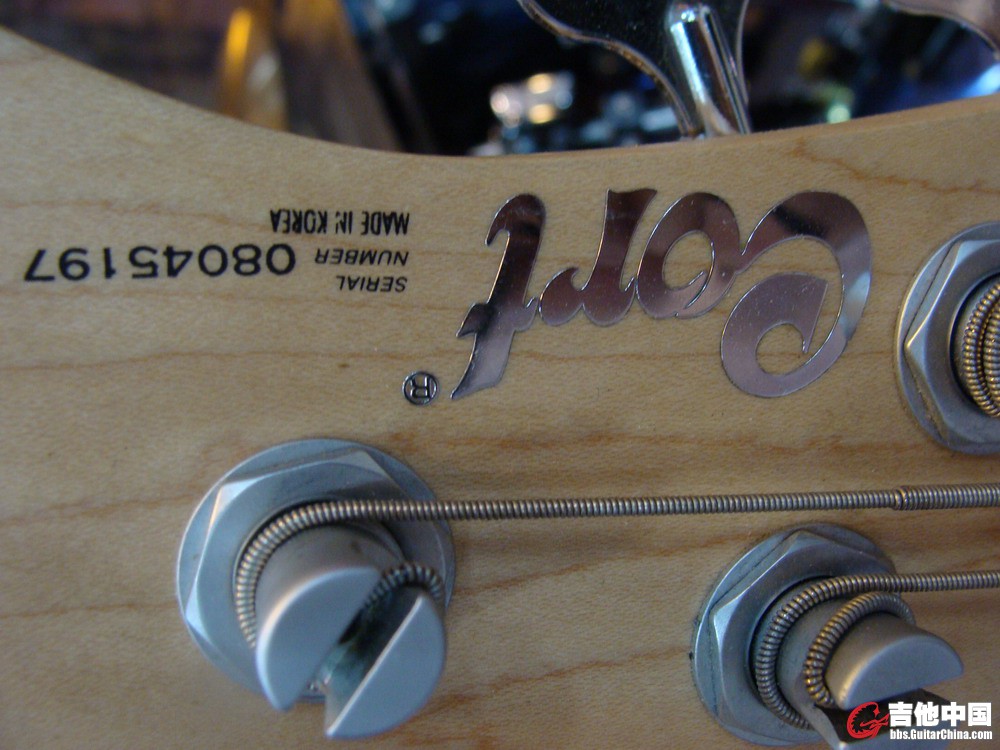 Cort®
SERIAL
NUMBER 08045197
MADE IN KOREA
吉他中国
bbs.GuitarChina.com